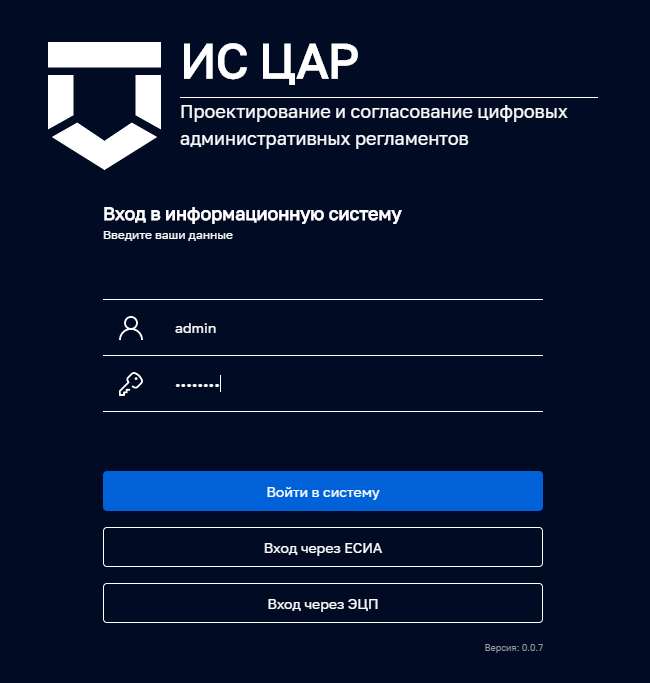 ИС ЦАР
Проектирование и согласование цифровых
административных регламентов
Вход в информационную систему
Введите ваши данные
admin
••••••••
Войти в систему
Вход через ЕСИА
Вход через ЭЦП
Версия: 0.0.7